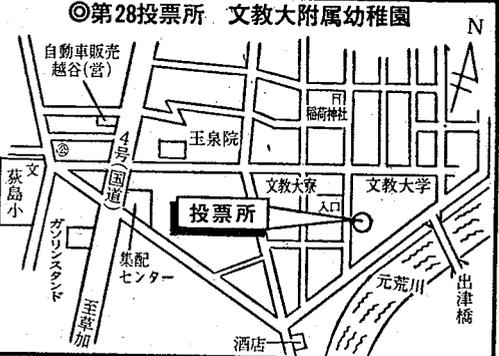 ◎第28投票所 文教大附属幼稚園
N
自動車販売
越谷(営)
稲荷神社
4号(国道)
玉泉院
文
荻島小
文教大寮
入口
文教大学
投票所
ガソリンスタンド
集配
センター
元荒川
出津橋
至草加
酒店